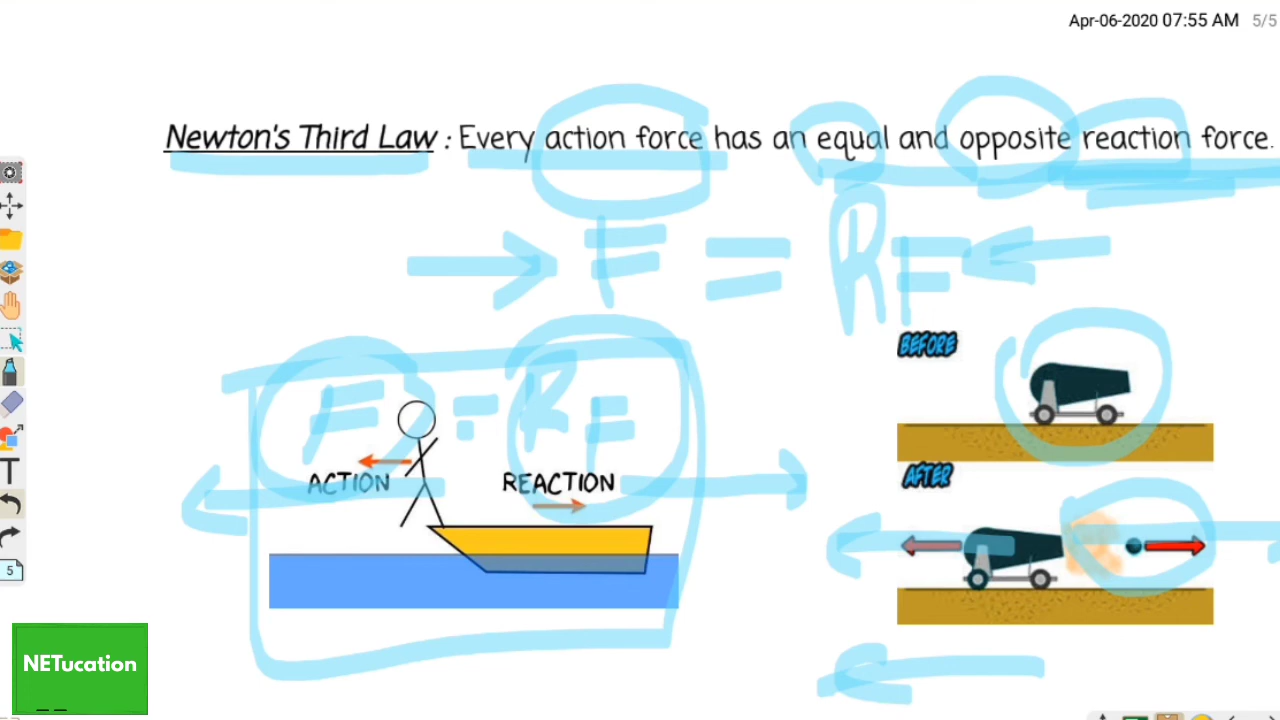 Apr-06-2020 07:55 AM 5/5
Newton's Third Law : Every action force has an equal and opposite reaction force.
F = RF
BEFORE
F = RF
ACTION
REACTION
AFTER
T
5
NETucation